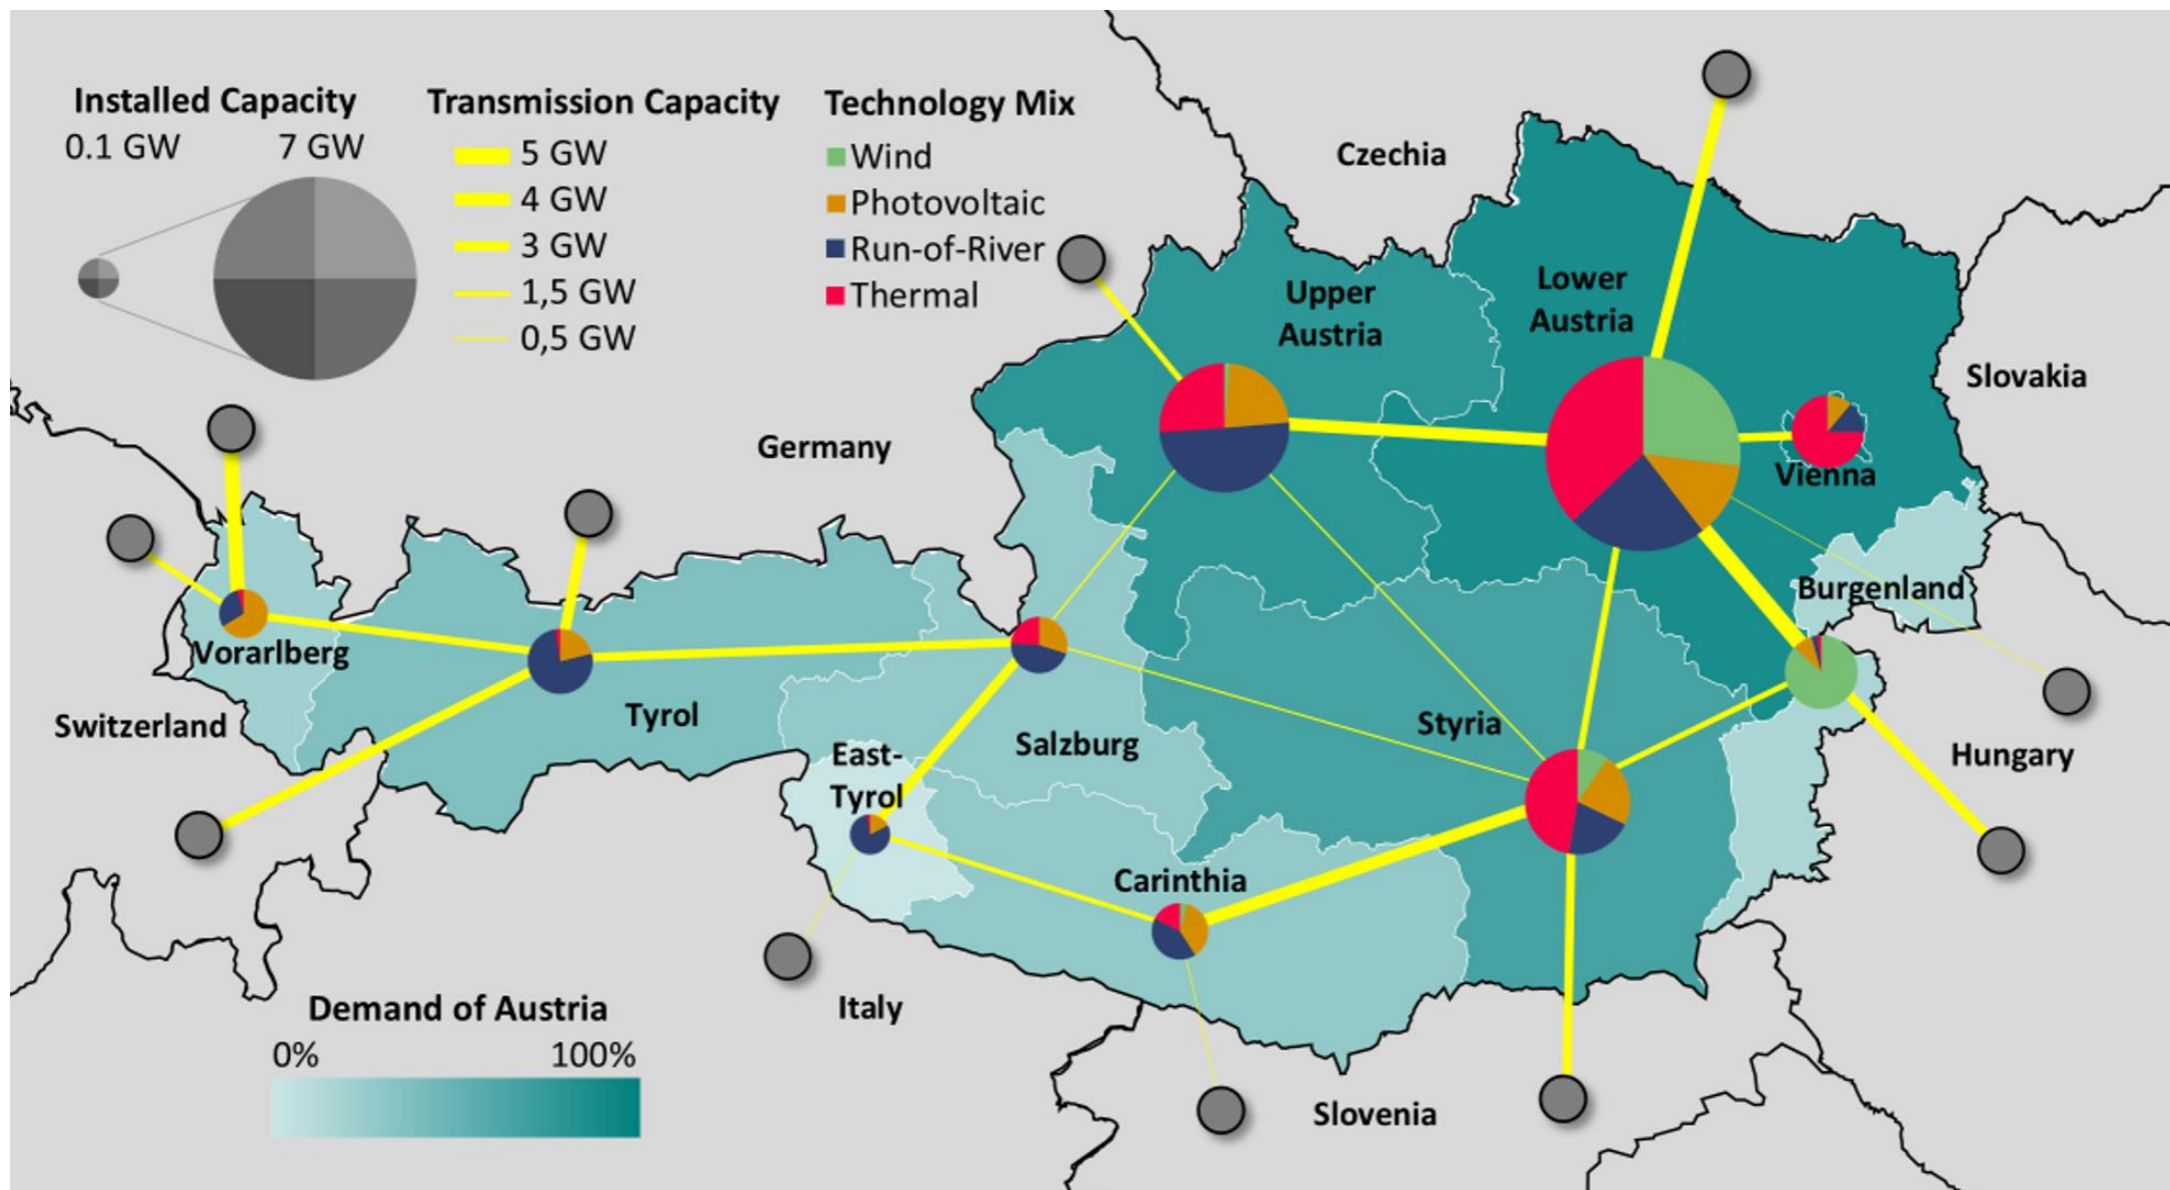 Installed Capacity
0.1 GW
7 GW
Transmission Capacity
5 GW
4 GW
3 GW
1,5 GW
0,5 GW
Technology Mix
Wind
Photovoltaic
Run-of-River
Thermal
Czechia
Upper
Austria
Lower
Austria
Slovakia
Germany
Vienna
Burgenland
Vorarlberg
Switzerland
Tyrol
East-
Tyrol
Salzburg
Styria
Hungary
Carinthia
Italy
Slovenia
Demand of Austria
0%
100%